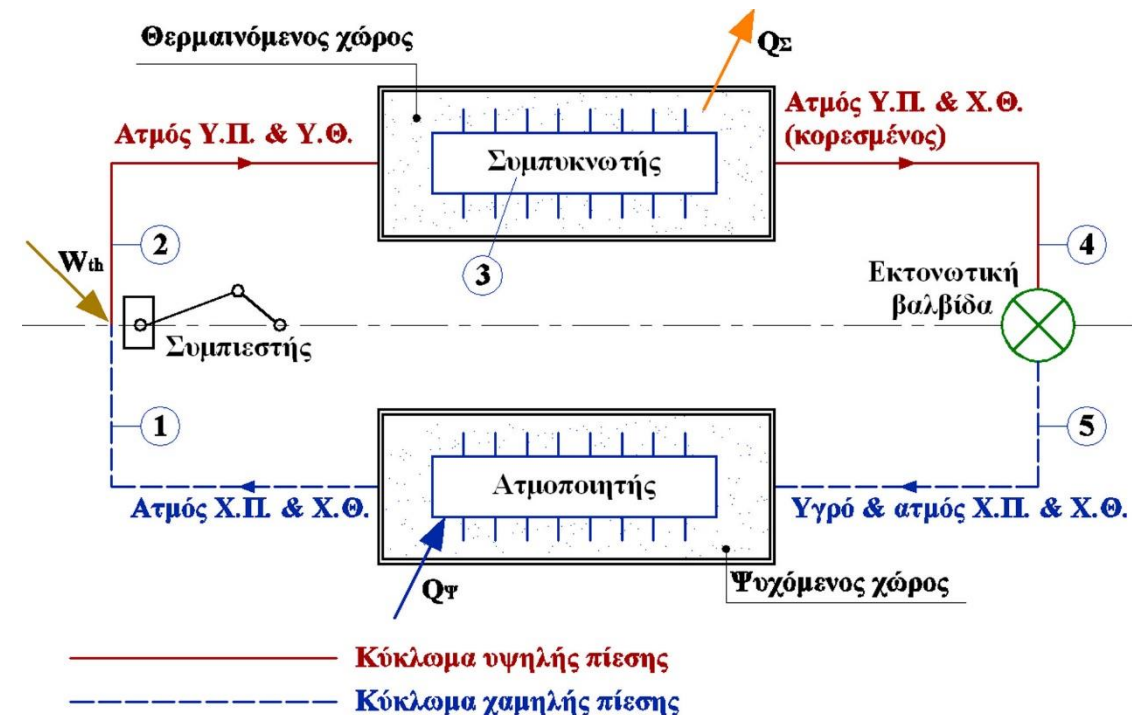 Θερμαινόμενος χώρος
QΣ
Ατμός Υ.Π. & Υ.Θ.
Ατμός Υ.Π. & Χ.Θ.
(κορεσμένος)
Συμπυκνωτής
2
3
4
Wth
Εκτονωτική
βαλβίδα
Συμπιεστής
1
5
Ατμοποιητής
Ατμός Χ.Π. & Χ.Θ.
Υγρό & ατμός Χ.Π. & Χ.Θ.
QΨ
Ψυχόμενος χώρος
Κύκλωμα υψηλής πίεσης
Κύκλωμα χαμηλής πίεσης